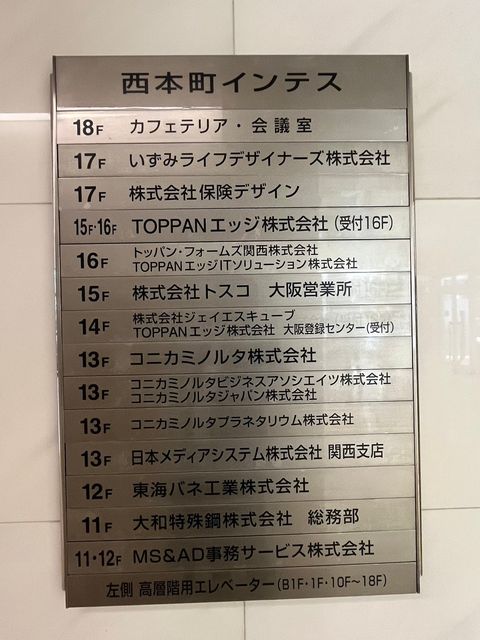 西本町インテス
18F カフェテリア・会議室
17F いずみライフデザイナーズ株式会社
17F 株式会社保険デザイン
15F・16F TOPPANエッジ株式会社(受付16F)
16F トッパン・フォームズ関西株式会社
TOPPANエッジITソリューション株式会社
15F 株式会社トスコ 大阪営業所
14F 株式会社ジェイエスキューブ
TOPPANエッジ株式会社 大阪登録センター(受付)
13F コニカミノルタ株式会社
13F コニカミノルタビジネスアソシエイツ株式会社
コニカミノルタジャパン株式会社
13F コニカミノルタプラネタリウム株式会社
13F 日本メディアシステム株式会社 関西支店
12F 東海バネ工業株式会社
11F 大和特殊鋼株式会社 総務部
11・12F MS&AD事務サービス株式会社
左側 高層階用エレベーター(B1F・1F・10F〜18F)